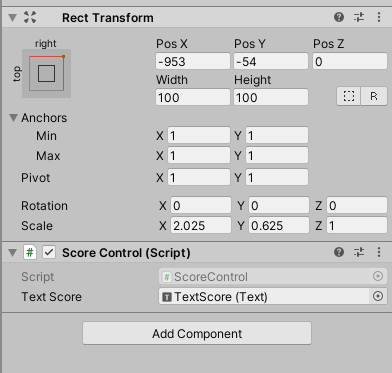 Rect Transform
right
top
Pos X Pos Y Pos Z
-953 -54 0
Width Height
100 100
R
Anchors
Min X 1 Y 1
Max X 1 Y 1
Pivot X 1 Y 1
Rotation X 0 Y 0 Z 0
Scale X 2.025 Y 0.625 Z 1
# Score Control (Script)
Script # ScoreControl
Text Score T TextScore (Text)
Add Component